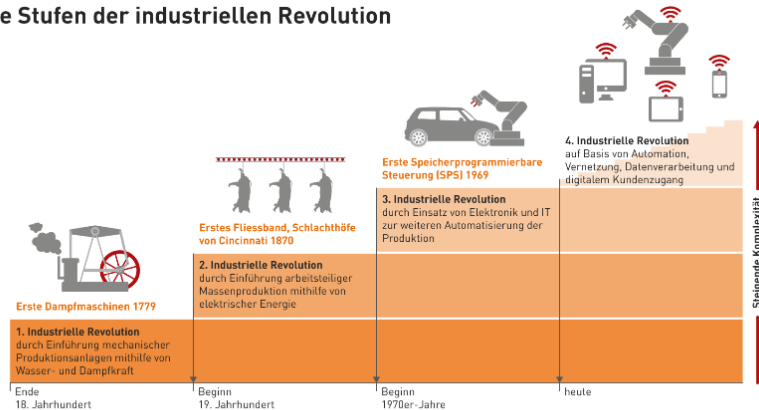 e Stufen der industriellen Revolution
Erste Speicherprogrammierbare
Steuerung (SPS) 1969
4. Industrielle Revolution
auf Basis von Automation,
Vernetzung, Datenverarbeitung und
digitalem Kundenzugang
Erstes Fliessband, Schlachthöfe
von Cincinnati 1870
3. Industrielle Revolution
durch Einsatz von Elektronik und IT
zur weiteren Automatisierung der
Produktion
Erste Dampfmaschinen 1779
2. Industrielle Revolution
durch Einführung arbeitsteiliger
Massenproduktion mithilfe von
elektrischer Energie
1. Industrielle Revolution
durch Einführung mechanischer
Produktionsanlagen mithilfe von
Wasser- und Dampfkraft
Steigende Komplexität
Ende
18. Jahrhundert
Beginn
19. Jahrhundert
Beginn
1970er-Jahre
heute